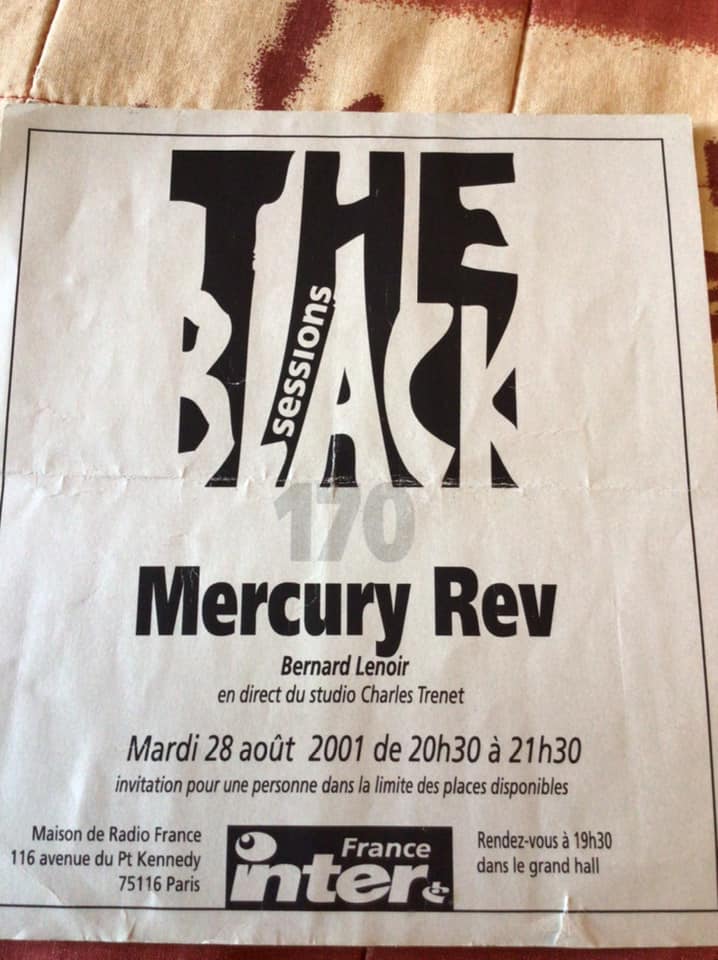 THE
BLACK
sessions
170
Mercury Rev
Bernard Lenoir
en direct du studio Charles Trenet
Mardi 28 août 2001 de 20h30 à 21h30
invitation pour une personne dans la limite des places disponibles
Maison de Radio France
116 avenue du Pt Kennedy
75116 Paris
France
inter
Rendez-vous à 19h30
dans le grand hall